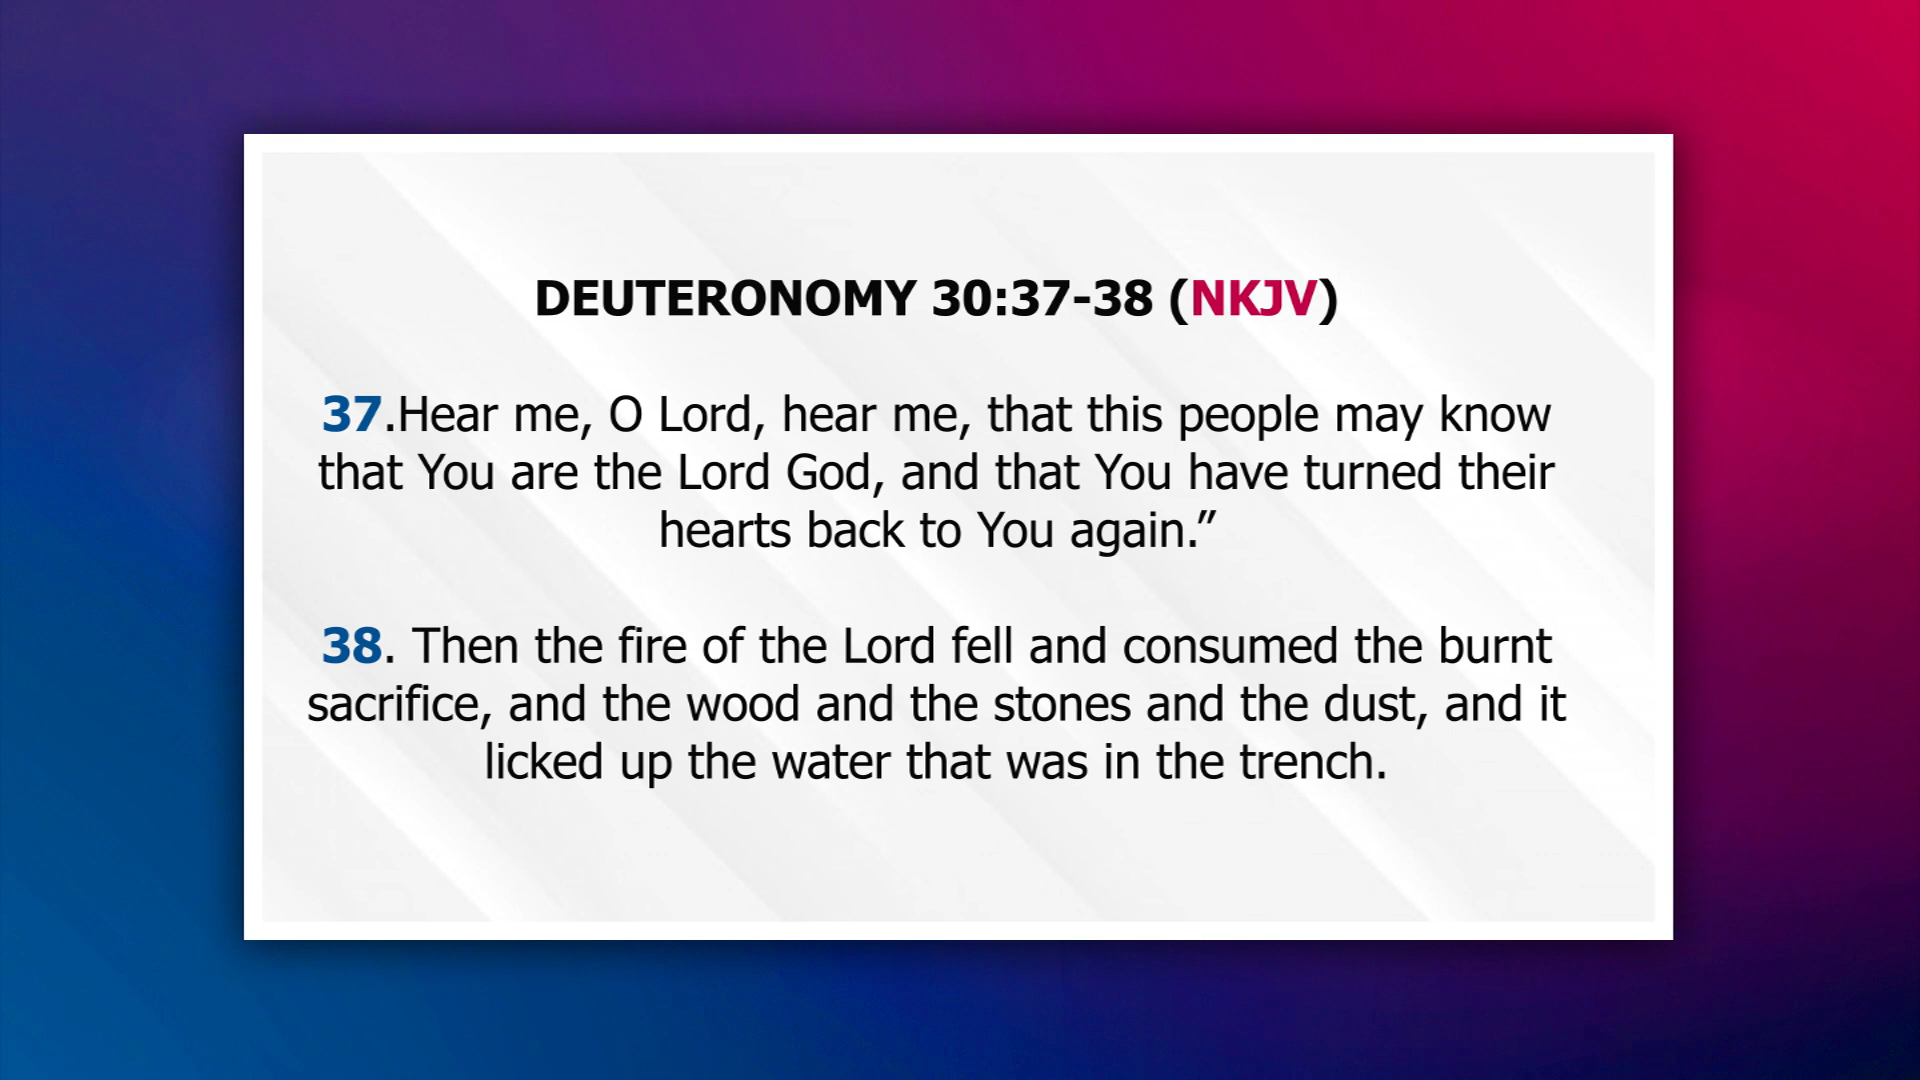 DEUTERONOMY 30:37-38 (NKJV)
37.Hear me, O Lord, hear me, that this people may know
that You are the Lord God, and that You have turned their
hearts back to You again.”
38. Then the fire of the Lord fell and consumed the burnt
sacrifice, and the wood and the stones and the dust, and it
licked up the water that was in the trench.